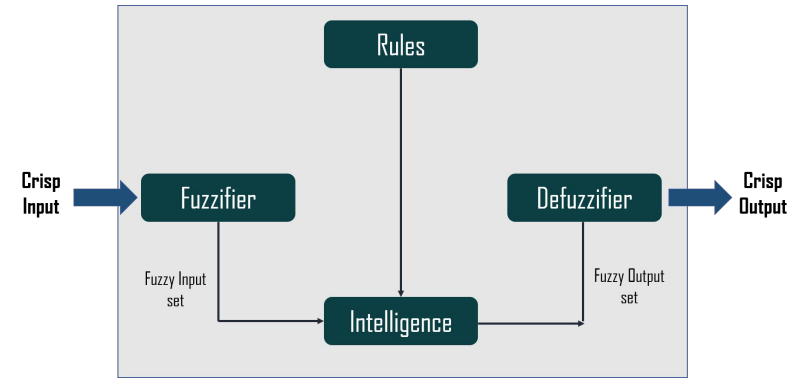 Rules
Crisp
Input
Fuzzifier
Defuzzifier
Crisp
Output
Fuzzy Input
set
Fuzzy Output
set
Intelligence